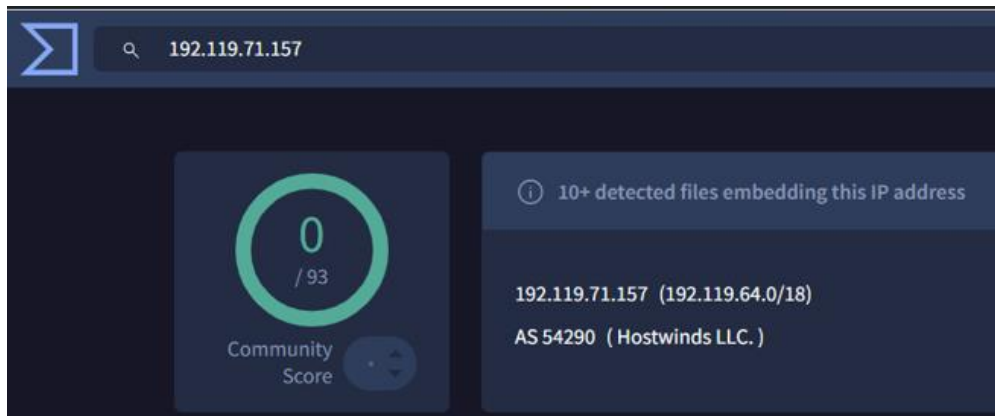 192.119.71.157
0
/ 93
Community
Score
10+ detected files embedding this IP address
192.119.71.157 (192.119.64.0/18)
AS 54290 ( Hostwinds LLC. )